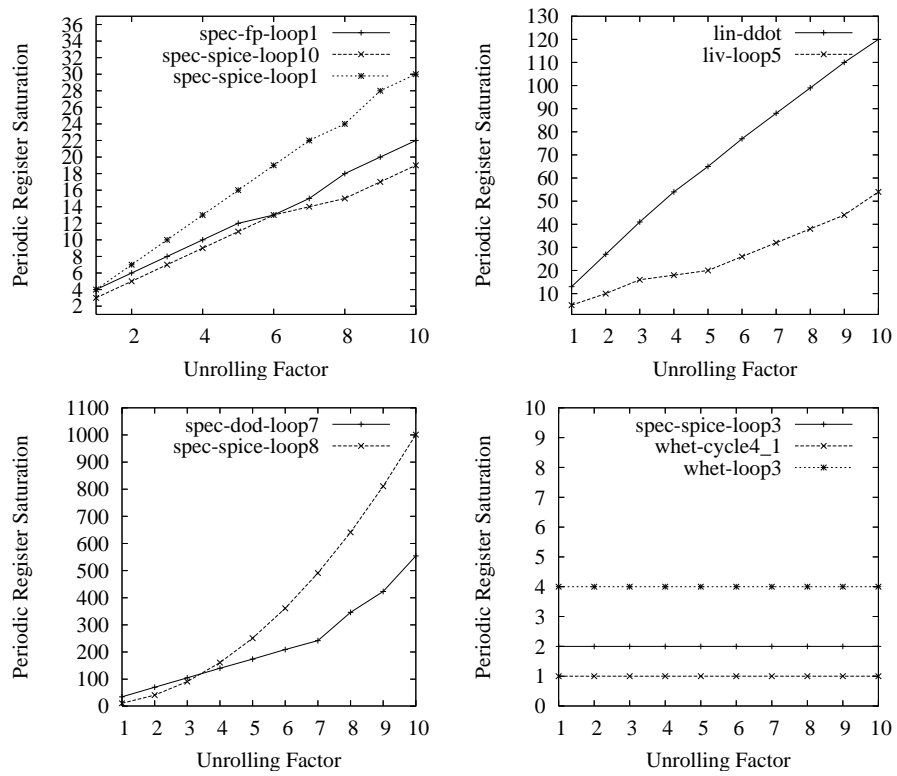 36
34
32
30
28
26
24
22
20
18
16
14
12
10
8
6
4
2
Periodic Register Saturation
spec-fp-loop1
spec-spice-loop10
spec-spice-loop1
2 4 6 8 10
Unrolling Factor
130
120
110
100
90
80
70
60
50
40
30
20
10
Periodic Register Saturation
lin-ddot
liv-loop5
1 2 3 4 5 6 7 8 9 10
Unrolling Factor
1100
1000
900
800
700
600
500
400
300
200
100
0
Periodic Register Saturation
spec-dod-loop7
spec-spice-loop8
1 2 3 4 5 6 7 8 9 10
Unrolling Factor
10
9
8
7
6
5
4
3
2
1
0
Periodic Register Saturation
spec-spice-loop3
whet-cycle4_1
whet-loop3
1 2 3 4 5 6 7 8 9 10
Unrolling Factor